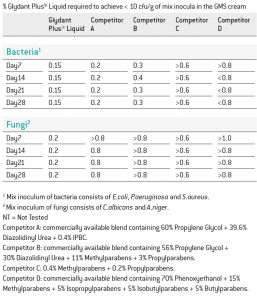 % Glydant Plus® Liquid required to achieve < 10 cfu/g of mix inocula in the GMS cream
Glydant Plus® Liquid Competitor A Competitor B Competitor C Competitor D
Bacteria¹
Day7 0.15 0.2 0.3 >0.6 >0.8
Day14 0.15 0.2 0.4 >0.6 <0.8
Day21 0.15 0.2 0.3 >0.6 <0.8
Day28 0.15 0.2 0.3 >0.6 <0.8
Fungi²
Day7 0.2 >0.8 >0.8 >0.6 >1.0
Day14 0.2 0.8 >0.8 >0.6 >0.8
Day21 0.2 0.8 >0.8 >0.6 >0.8
Day28 0.2 0.8 >0.8 >0.6 >0.8
¹ Mix inoculum of bacteria consists of E.coli, P.aeruginosa and S.aureus.
² Mix inoculum of fungi consists of C.albicans and A.niger.
NT = Not Tested
Competitor A: commercially available blend containing 60% Propylene Glycol + 39.6%
Diazolidinyl Urea + 0.4% IPBC.
Competitor B: commercially available blend containing 56% Propylene Glycol +
30% Diazolidinyl Urea + 11% Methylparabens + 3% Propylparabens.
Competitor C: 0.4% Methylparabens + 0.2% Propylparabens.
Competitor D: commercially available blend containing 70% Phenoxyethanol + 15%
Methylparabens + 5% Isopropylparabens + 5% Isobutylparabens + 5% Butylparabens.